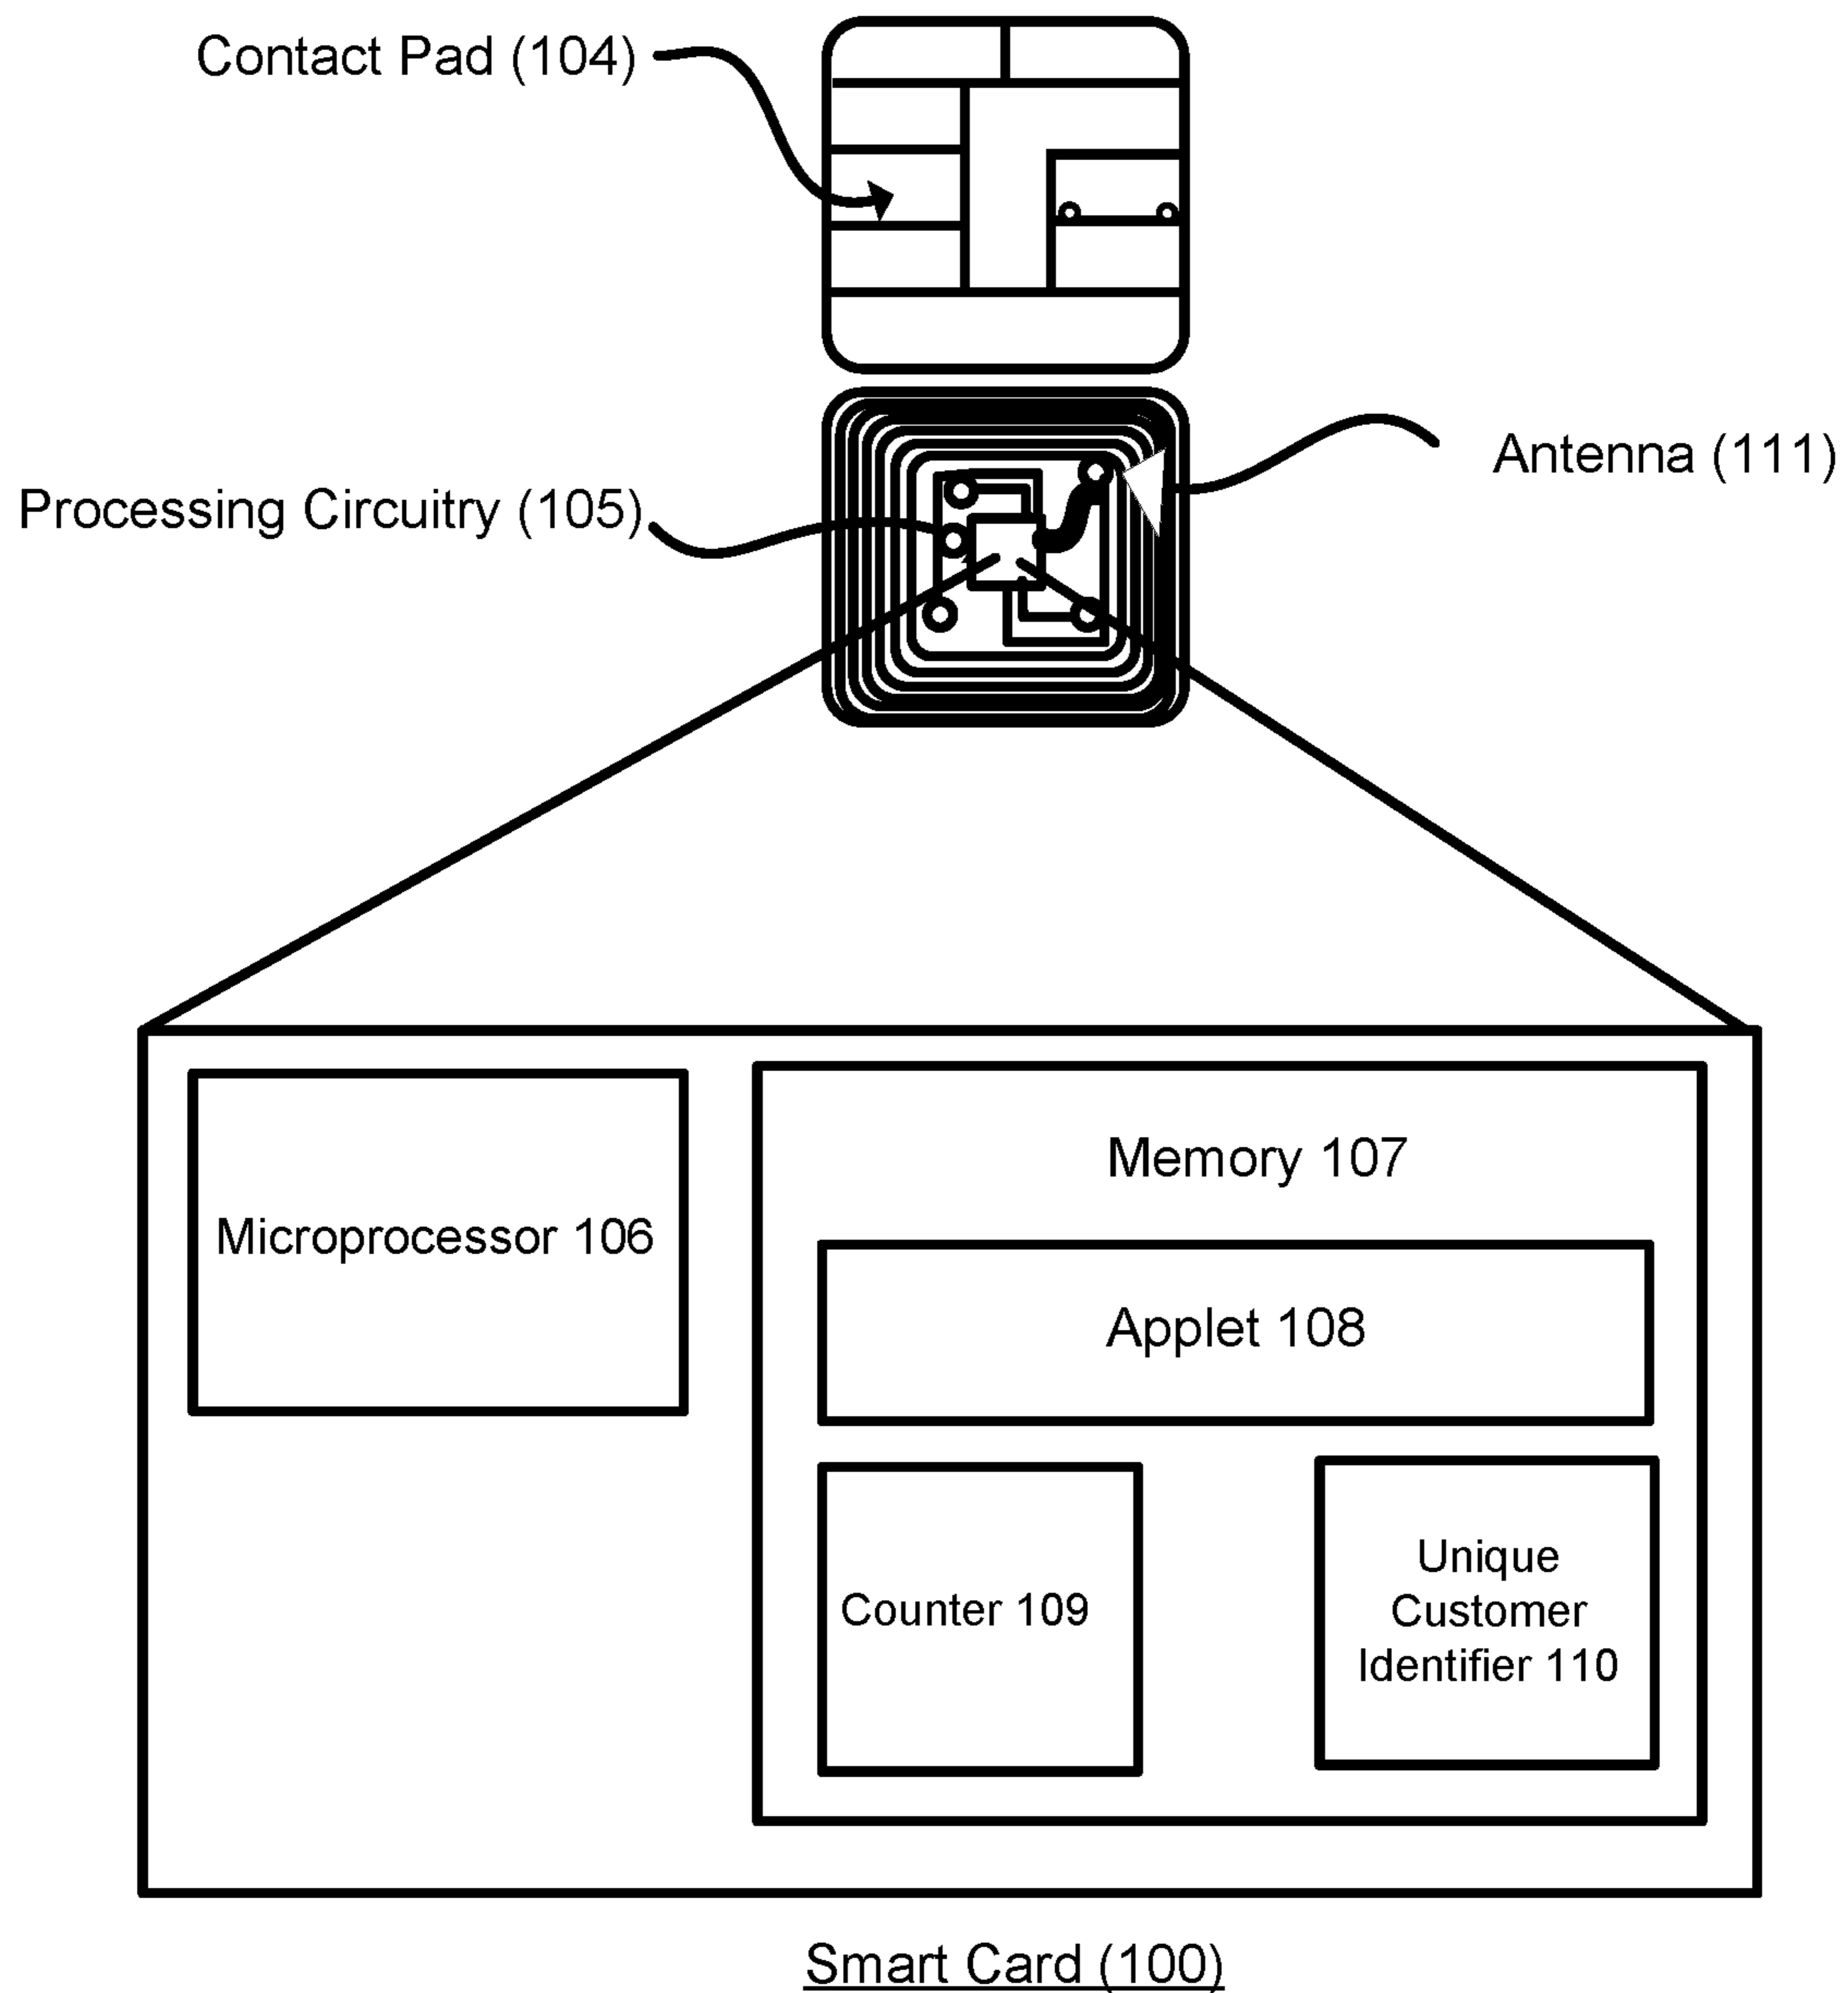 Contact Pad (104)
Antenna (111)
Processing Circuitry (105)
Memory 107
Microprocessor 106
Applet 108
Counter 109
Unique
Customer
Identifier 110
Smart Card (100)